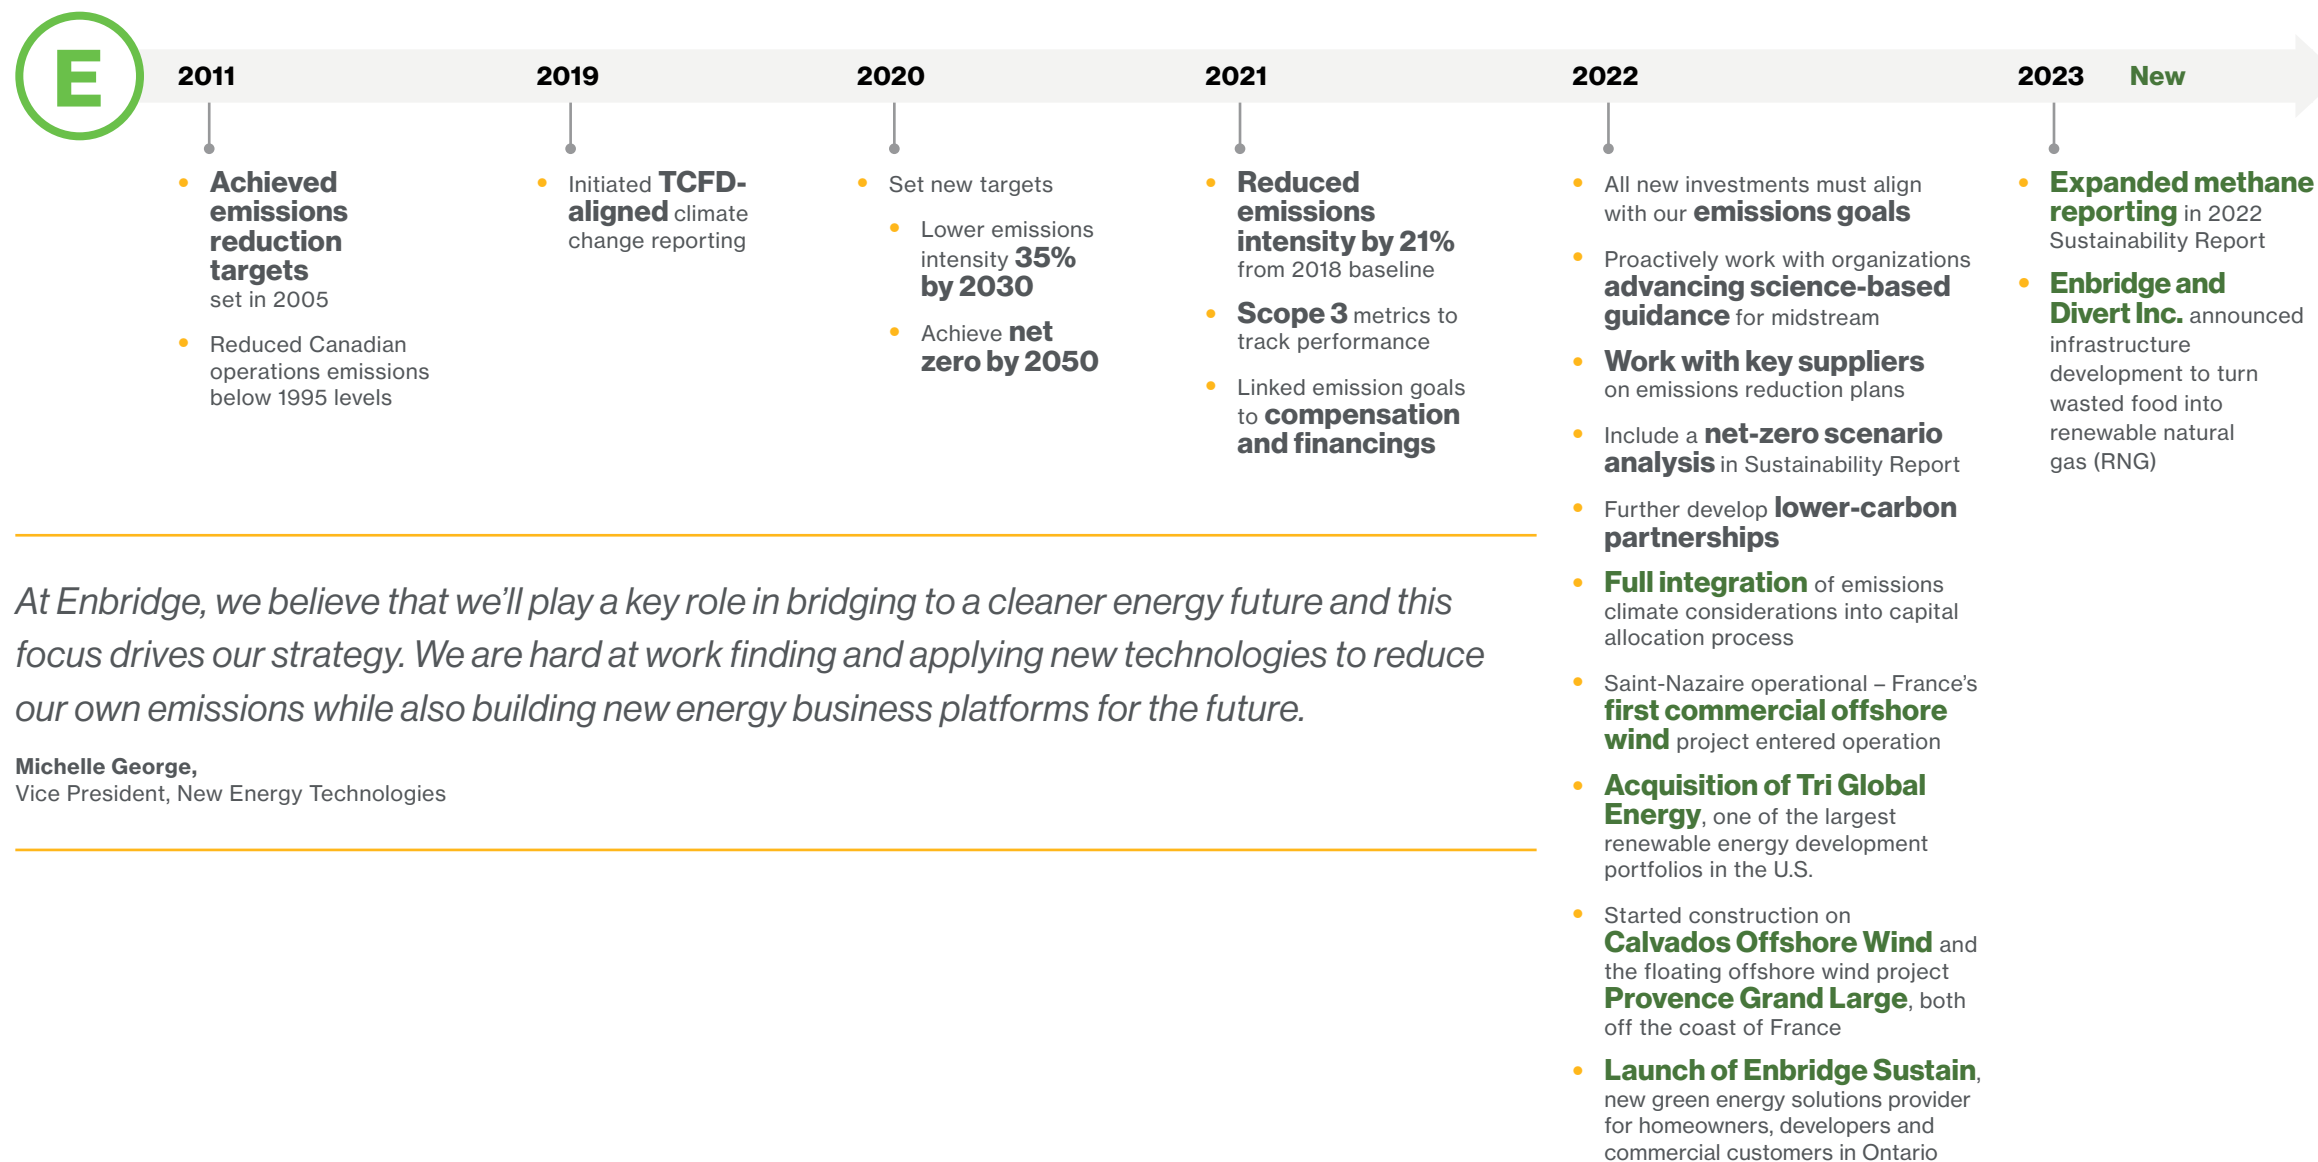 E
2011
2019
2020
2021
2022
2023 New
• Achieved
emissions
reduction
targets
set in 2005
• Reduced Canadian
operations emissions
below 1995 levels
• Initiated TCFD-
aligned climate
change reporting
• Set new targets
• Lower emissions
intensity 35%
by 2030
• Achieve net
zero by 2050
• Reduced
emissions
intensity by 21%
from 2018 baseline
• Scope 3 metrics to
track performance
• Linked emission goals
to compensation
and financings
• All new investments must align
with our emissions goals
• Proactively work with organizations
advancing science-based
guidance for midstream
• Work with key suppliers
on emissions reduction plans
• Include a net-zero scenario
analysis in Sustainability Report
• Further develop lower-carbon
partnerships
• Full integration of emissions
climate considerations into capital
allocation process
• Saint-Nazaire operational – France’s
first commercial offshore
wind project entered operation
• Acquisition of Tri Global
Energy, one of the largest
renewable energy development
portfolios in the U.S.
• Started construction on
Calvados Offshore Wind and
the floating offshore wind project
Provence Grand Large, both
off the coast of France
• Launch of Enbridge Sustain,
new green energy solutions provider
for homeowners, developers and
commercial customers in Ontario
• Expanded methane
reporting in 2022
Sustainability Report
• Enbridge and
Divert Inc. announced
infrastructure
development to turn
wasted food into
renewable natural
gas (RNG)
At Enbridge, we believe that we’ll play a key role in bridging to a cleaner energy future and this
focus drives our strategy. We are hard at work finding and applying new technologies to reduce
our own emissions while also building new energy business platforms for the future.
Michelle George,
Vice President, New Energy Technologies